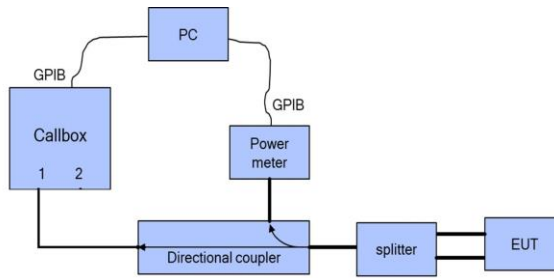 PC
GPIB
GPIB
Callbox
1 2
Power
meter
Directional coupler
splitter
EUT